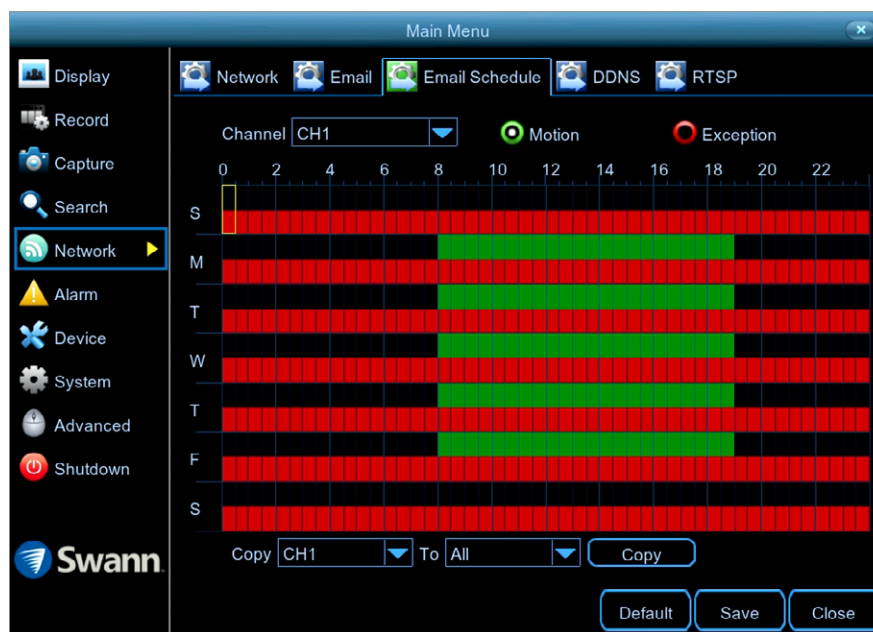 Main Menu
Display
Record
Capture
Search
Network
Alarm
Device
System
Advanced
Shutdown
Swann
Network Email Email Schedule DDNS RTSP
Channel CH1 Motion Exception
0 2 4 6 8 10 12 14 16 18 20 22
S
M
T
W
T
F
S
Copy CH1 To All Copy
Default Save Close